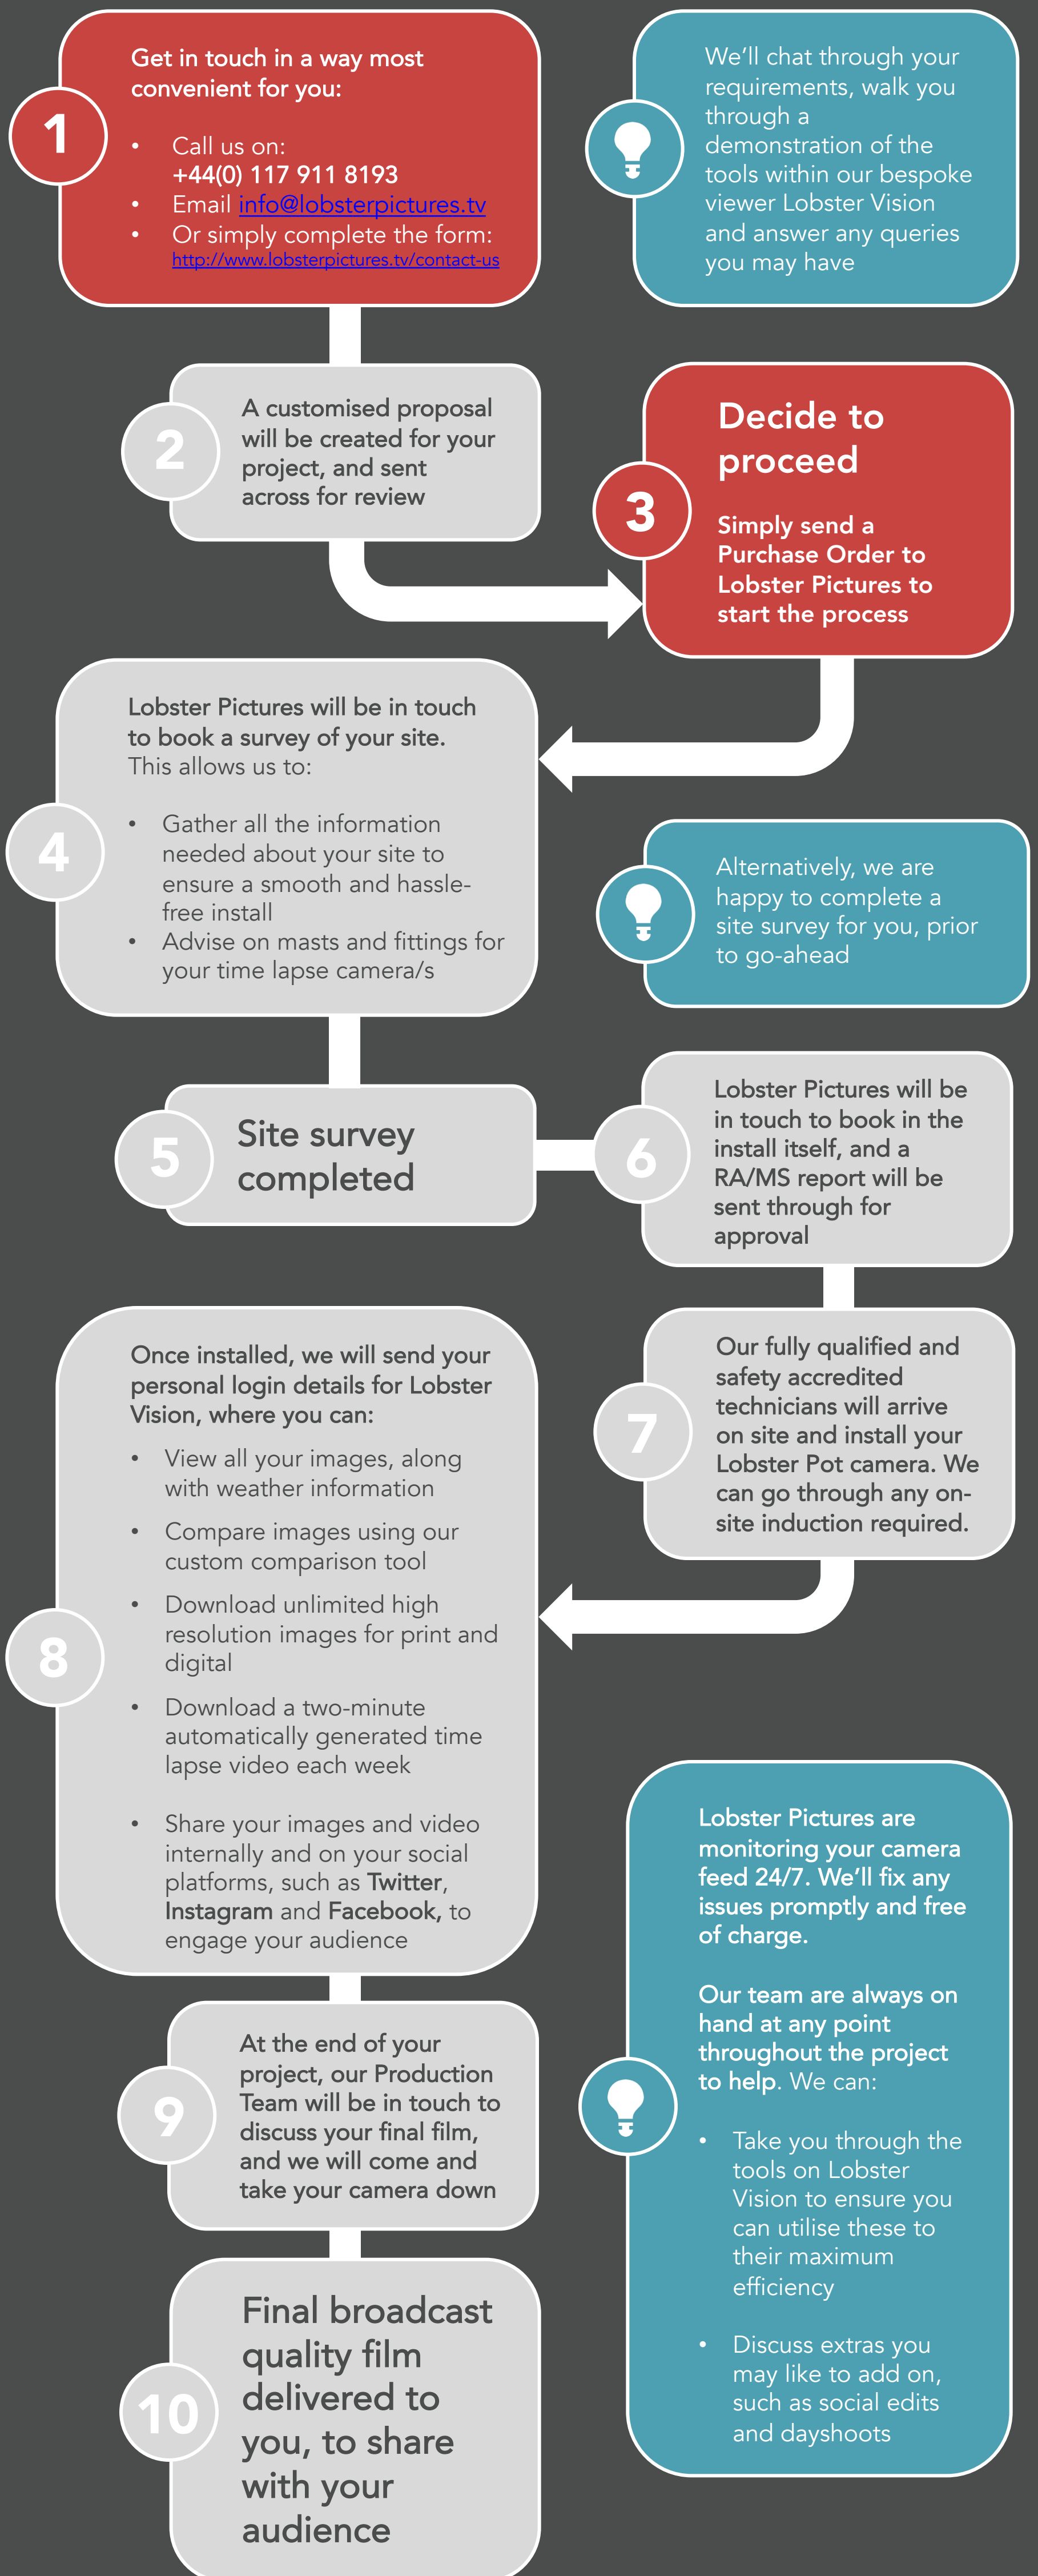 1
Get in touch in a way most
convenient for you:
• Call us on:
+44(0) 117 911 8193
• Email info@lobsterpictures.tv
• Or simply complete the form:
http://www.lobsterpictures.tv/contact-us
We’ll chat through your
requirements, walk you
through a
demonstration of the
tools within our bespoke
viewer Lobster Vision
and answer any queries
you may have
2
A customised proposal
will be created for your
project, and sent
across for review
3
Decide to
proceed
Simply send a
Purchase Order to
Lobster Pictures to
start the process
4
Lobster Pictures will be in touch
to book a survey of your site.
This allows us to:
• Gather all the information
needed about your site to
ensure a smooth and hassle-
free install
• Advise on masts and fittings for
your time lapse camera/s
Alternatively, we are
happy to complete a
site survey for you, prior
to go-ahead
5
Site survey
completed
6
Lobster Pictures will be
in touch to book in the
install itself, and a
RA/MS report will be
sent through for
approval
7
Our fully qualified and
safety accredited
technicians will arrive
on site and install your
Lobster Pot camera. We
can go through any on-
site induction required.
8
Once installed, we will send your
personal login details for Lobster
Vision, where you can:
• View all your images, along
with weather information
• Compare images using our
custom comparison tool
• Download unlimited high
resolution images for print and
digital
• Download a two-minute
automatically generated time
lapse video each week
• Share your images and video
internally and on your social
platforms, such as Twitter,
Instagram and Facebook, to
engage your audience
Lobster Pictures are
monitoring your camera
feed 24/7. We’ll fix any
issues promptly and free
of charge.
Our team are always on
hand at any point
throughout the project
to help. We can:
• Take you through the
tools on Lobster
Vision to ensure you
can utilise these to
their maximum
efficiency
• Discuss extras you
may like to add on,
such as social edits
and dayshoots
9
At the end of your
project, our Production
Team will be in touch to
discuss your final film,
and we will come and
take your camera down
10
Final broadcast
quality film
delivered to
you, to share
with your
audience